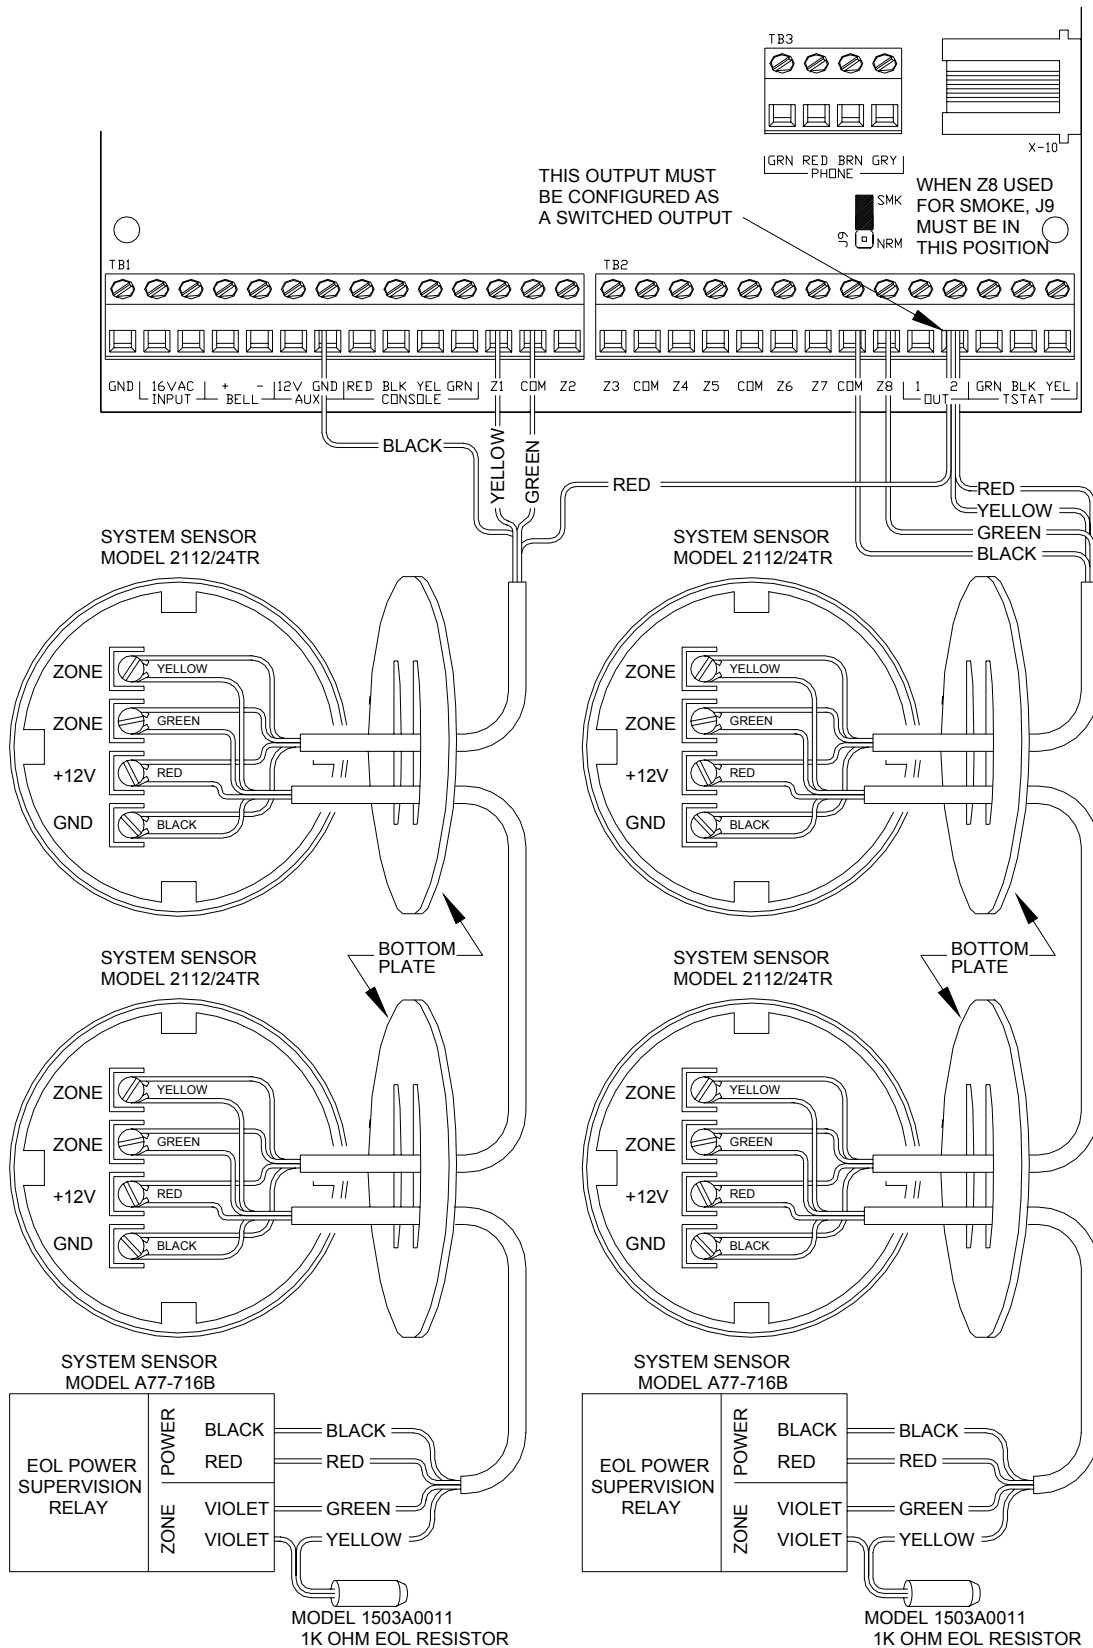 TB3
X-10
GRN RED BRN GRY
PHONE
THIS OUTPUT MUST
BE CONFIGURED AS
A SWITCHED OUTPUT
SMK
J9
NRM
WHEN Z8 USED
FOR SMOKE, J9
MUST BE IN
THIS POSITION
TB1
TB2
GND 16VAC + - 12V GND RED BLK YEL GRN Z1 COM Z2
INPUT BELL AUX CONSOLE
Z3 COM Z4 Z5 COM Z6 Z7 COM Z8 1 2 GRN BLK YEL
OUT TSTAT
BLACK
YELLOW
GREEN
RED
RED
YELLOW
GREEN
BLACK
SYSTEM SENSOR
MODEL 2112/24TR
ZONE YELLOW
ZONE GREEN
+12V RED
GND BLACK
SYSTEM SENSOR
MODEL 2112/24TR
ZONE YELLOW
ZONE GREEN
+12V RED
GND BLACK
BOTTOM
PLATE
BOTTOM
PLATE
SYSTEM SENSOR
MODEL 2112/24TR
ZONE YELLOW
ZONE GREEN
+12V RED
GND BLACK
SYSTEM SENSOR
MODEL 2112/24TR
ZONE YELLOW
ZONE GREEN
+12V RED
GND BLACK
SYSTEM SENSOR
MODEL A77-716B
EOL POWER
SUPERVISION
RELAY
POWER
ZONE
BLACK BLACK
RED RED
VIOLET GREEN
VIOLET YELLOW
MODEL 1503A0011
1K OHM EOL RESISTOR
SYSTEM SENSOR
MODEL A77-716B
EOL POWER
SUPERVISION
RELAY
POWER
ZONE
BLACK BLACK
RED RED
VIOLET GREEN
VIOLET YELLOW
MODEL 1503A0011
1K OHM EOL RESISTOR